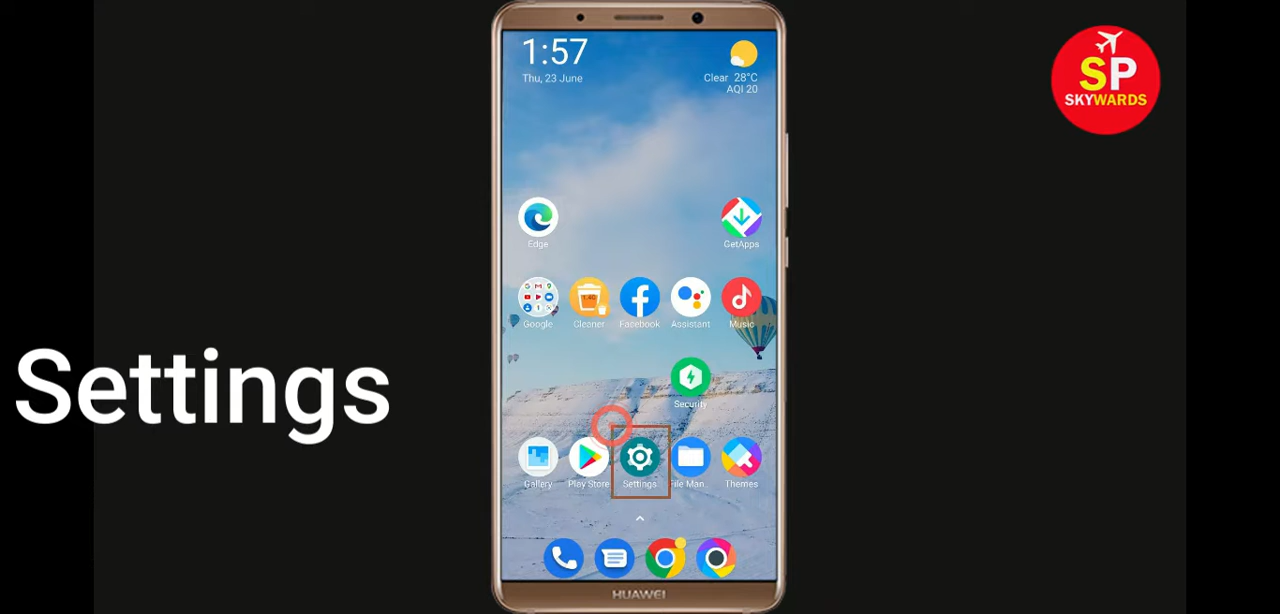 1:57
Thu, 23 June
Clear 28°C
AQI 20
SP
SKYWARDS
Edge
GetApps
Google
Cleaner
Facebook
Assistant
Music
Security
Settings
Gallery
Play Store
Settings
File Man..
Themes
HUAWEI